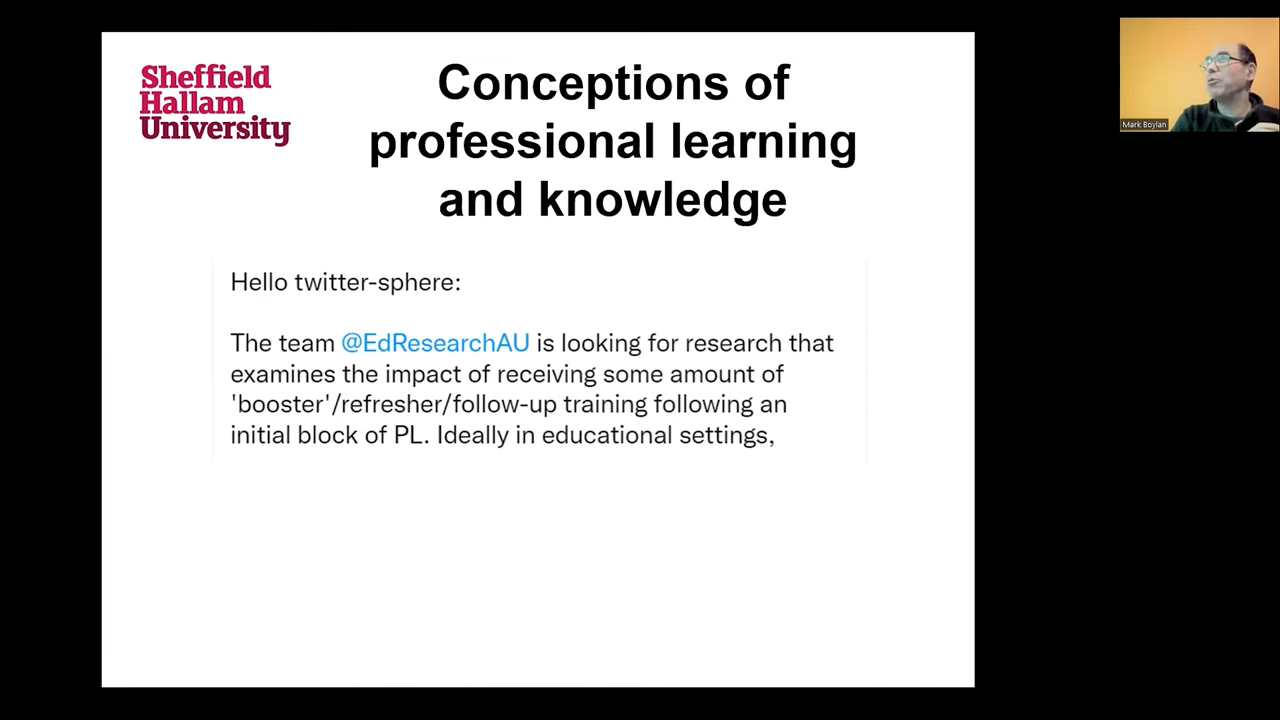 Sheffield
Hallam
University
Conceptions of
professional learning
and knowledge
Mark Boylan
Hello twitter-sphere:
The team @EdResearchAU is looking for research that
examines the impact of receiving some amount of
'booster'/refresher/follow-up training following an
initial block of PL. Ideally in educational settings,